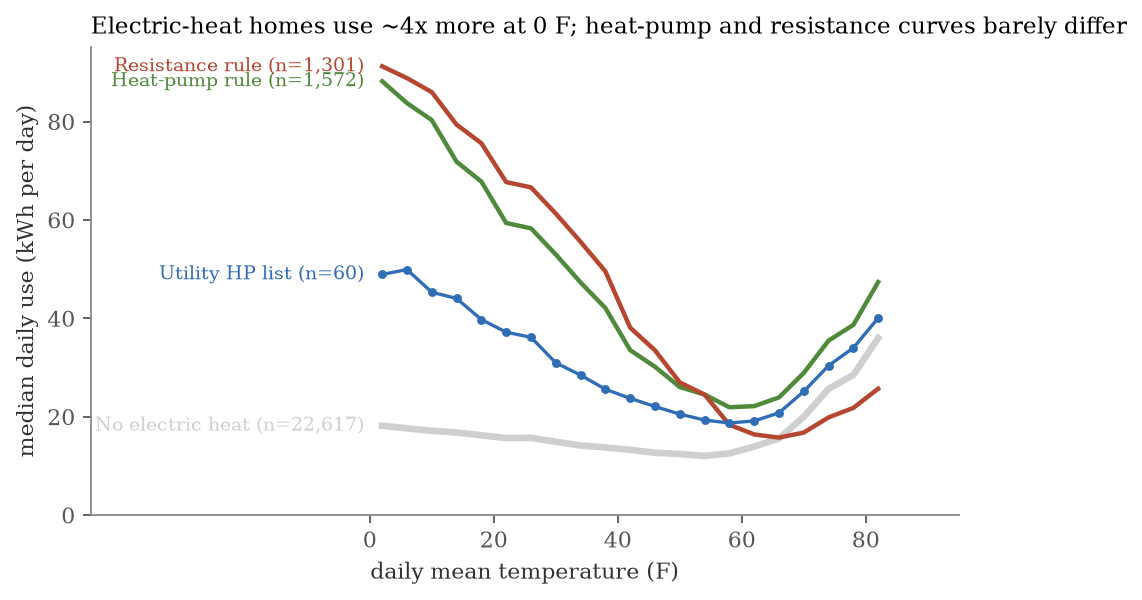 Electric-heat homes use ~4x more at 0 F; heat-pump and resistance curves barely differ
Resistance rule (n=1,301)
Heat-pump rule (n=1,572)
Utility HP list (n=60)
No electric heat (n=22,617)
median daily use (kWh per day)
80
60
40
20
0
0 20 40 60 80
daily mean temperature (F)